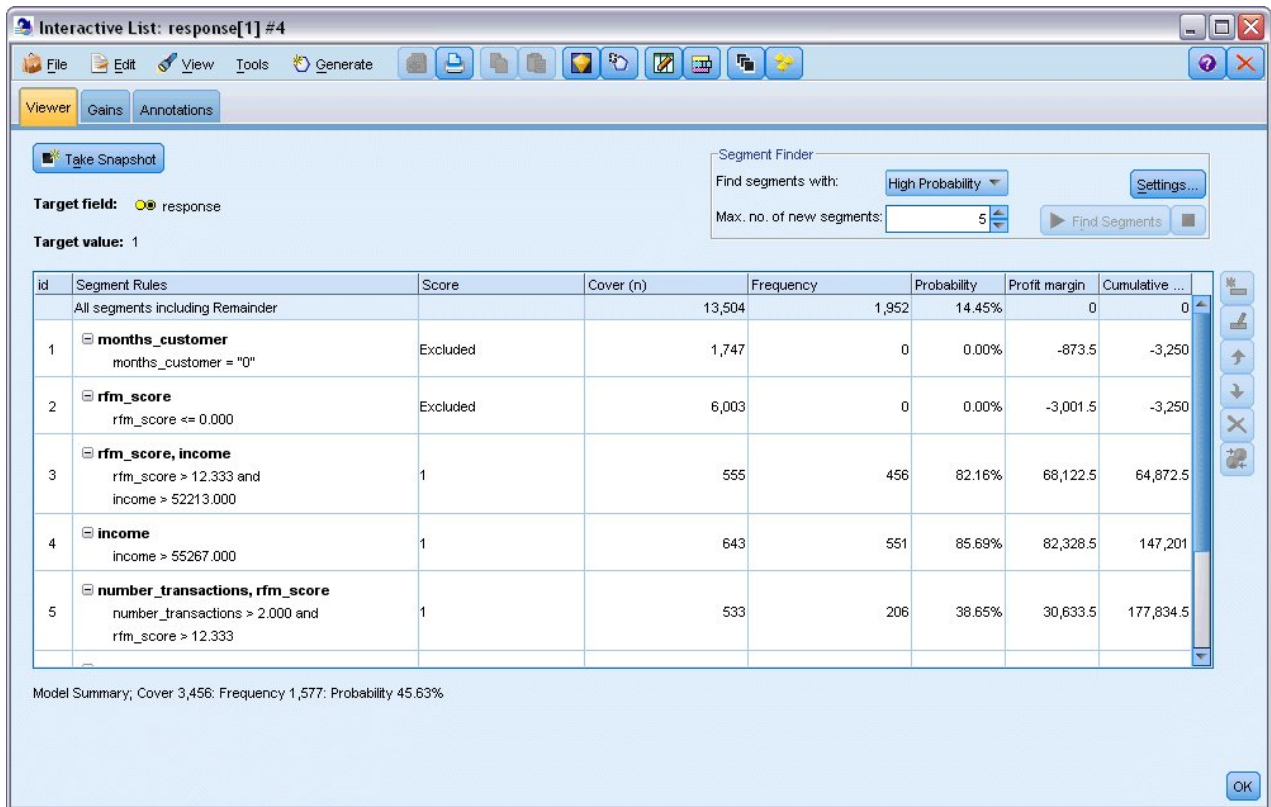 Interactive List: response[1] #4
File Edit View Tools Generate
Viewer Gains Annotations
Take Snapshot
Segment Finder
Find segments with: High Probability Settings...
Target field: response
Max. no. of new segments: 5 Find Segments
Target value: 1
id Segment Rules Score Cover (n) Frequency Probability Profit margin Cumulative ...
All segments including Remainder 13,504 1,952 14.45% 0 0
months_customer
1 Excluded 1,747 0 0.00% -873.5 -3,250
months_customer = "0"
rfm_score
2 Excluded 6,003 0 0.00% -3,001.5 -3,250
rfm_score <= 0.000
rfm_score, income
3 rfm_score > 12.333 and 1 555 456 82.16% 68,122.5 64,872.5
income > 52213.000
income
4 1 643 551 85.69% 82,328.5 147,201
income > 55267.000
number_transactions, rfm_score
5 number_transactions > 2.000 and 1 533 206 38.65% 30,633.5 177,834.5
rfm_score > 12.333
Model Summary; Cover 3,456: Frequency 1,577: Probability 45.63%
OK